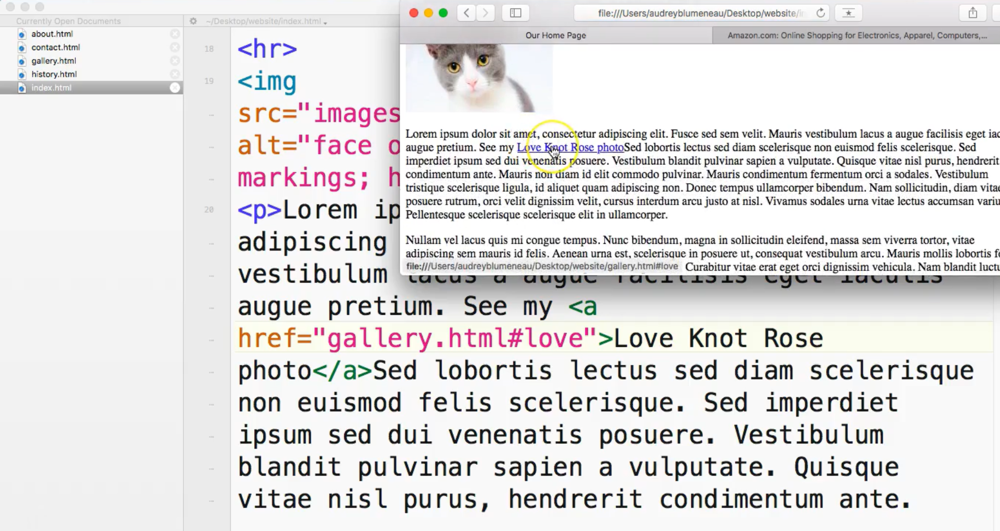 Currently Open Documents
about.html
contact.html
gallery.html
history.html
index.html
~/Desktop/website/index.html
file:///Users/audreyblumeneau/Desktop/website/in
Our Home Page
Amazon.com: Online Shopping for Electronics, Apparel, Computers,...
Lorem ipsum dolor sit amet, consectetur adipiscing elit. Fusce sed sem velit. Mauris vestibulum lacus a augue facilisis eget iac
augue pretium. See my Love Knot Rose photoSed lobortis lectus sed diam scelerisque non euismod felis scelerisque. Sed
imperdiet ipsum sed dui venenatis posuere. Vestibulum blandit pulvinar sapien a vulputate. Quisque vitae nisl purus, hendrerit
condimentum ante. Mauris non diam id elit commodo pulvinar. Mauris condimentum fermentum orci a sodales. Vestibulum
tristique scelerisque ligula, id aliquet quam adipiscing non. Donec tempus ullamcorper bibendum. Nam sollicitudin, diam vitae
posuere rutrum, orci velit dignissim velit, cursus interdum arcu justo at nisl. Vivamus sodales urna vitae lectus accumsan variu
Pellentesque scelerisque scelerisque elit in ullamcorper.
Nullam vel lacus quis mi congue tempus. Nunc bibendum, magna in sollicitudin eleifend, massa sem viverra tortor, vitae
adipiscing sem mauris id felis. Aenean urna est, scelerisque in posuere ut, consequat vestibulum arcu. Mauris mollis lobortis f
file:///Users/audreyblumeneau/Desktop/website/gallery.html#love Curabitur vitae erat eget orci dignissim vehicula. Nam blandit luctu
18 <hr>
19 <img
src="images
alt="face o
markings; h
20 <p>Lorem ip
adipiscing
vestibulum lacus a augue facilisis eget iaculis
augue pretium. See my <a
href="gallery.html#love">Love Knot Rose
photo</a>Sed lobortis lectus sed diam scelerisque
non euismod felis scelerisque. Sed imperdiet
ipsum sed dui venenatis posuere. Vestibulum
blandit pulvinar sapien a vulputate. Quisque
vitae nisl purus, hendrerit condimentum ante.